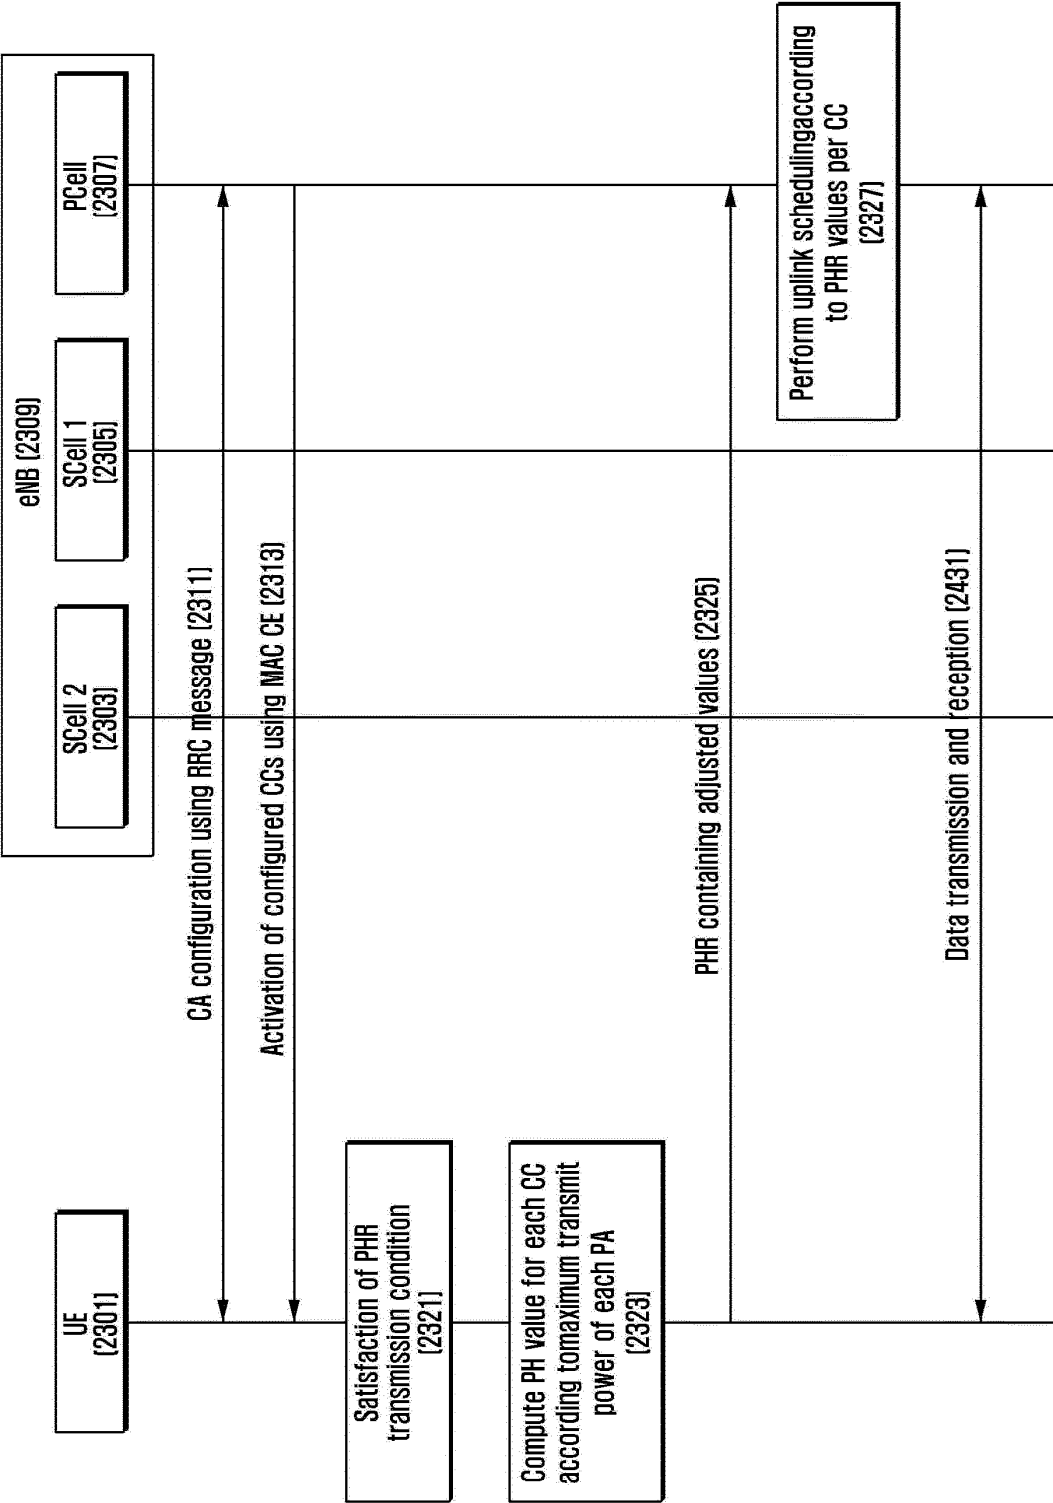 eNB (2309)
UE
(2301)
SCell 2
(2303)
SCell 1
(2305)
PCell
(2307)
CA configuration using RRC message (2311)
Activation of configured CCs using MAC CE (2313)
Satisfaction of PHR
transmission condition
(2321)
Compute PH value for each CC
according tomaximum transmit
power of each PA
(2323)
PHR containing adjusted values (2325)
Perform uplink schedulingaccording
to PHR values per CC
(2327)
Data transmission and reception (2431)